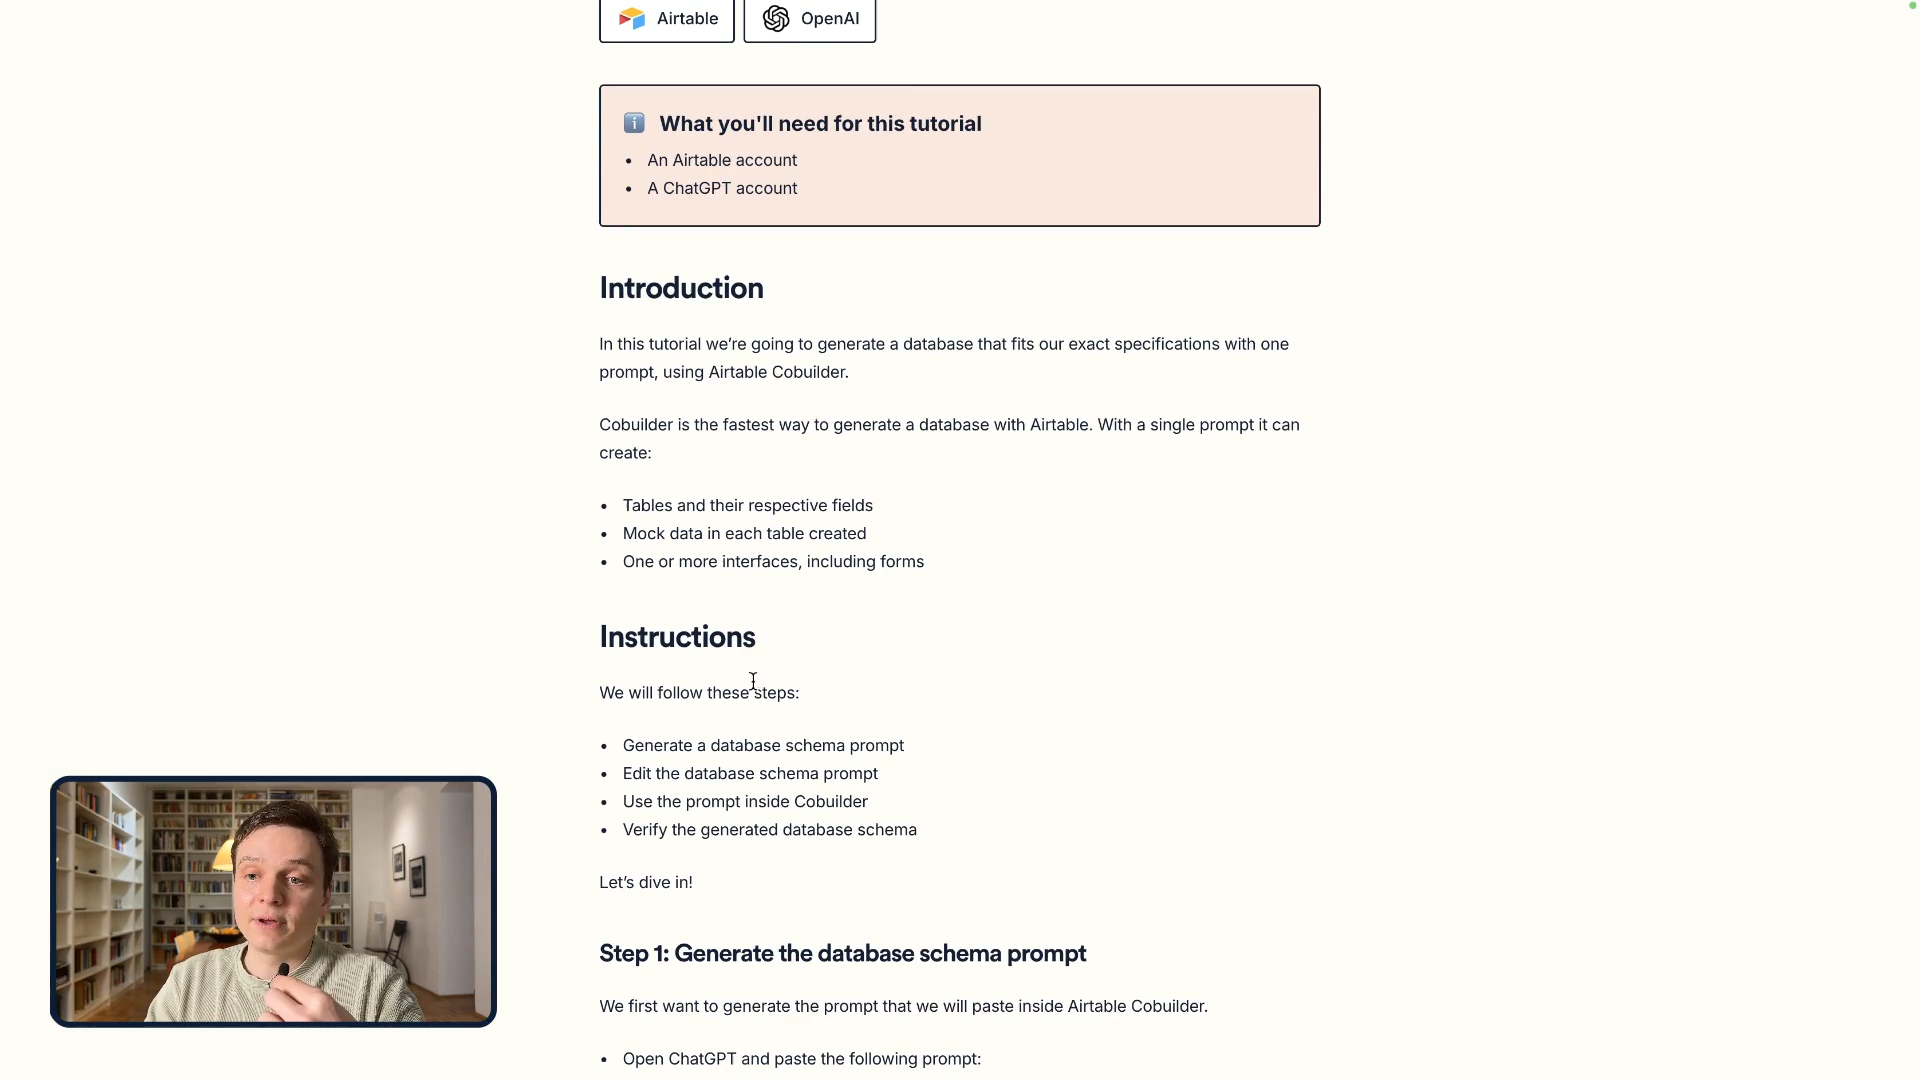 Airtable
OpenAI
What you'll need for this tutorial
• An Airtable account
• A ChatGPT account
Introduction
In this tutorial we’re going to generate a database that fits our exact specifications with one
prompt, using Airtable Cobuilder.
Cobuilder is the fastest way to generate a database with Airtable. With a single prompt it can
create:
• Tables and their respective fields
• Mock data in each table created
• One or more interfaces, including forms
Instructions
We will follow these steps:
• Generate a database schema prompt
• Edit the database schema prompt
• Use the prompt inside Cobuilder
• Verify the generated database schema
Let’s dive in!
Step 1: Generate the database schema prompt
We first want to generate the prompt that we will paste inside Airtable Cobuilder.
• Open ChatGPT and paste the following prompt: